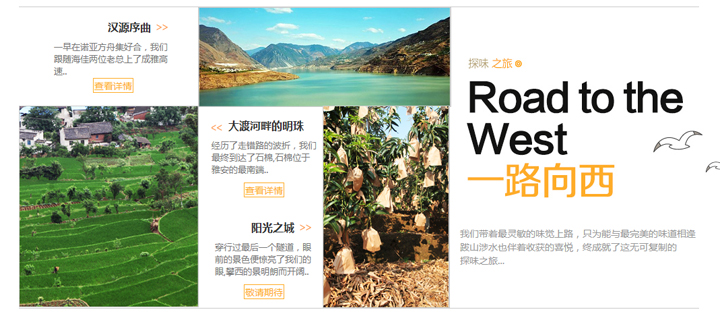 汉源序曲 >>
一早在诺亚方舟集好合，我们
跟随海佳两位老总上了成雅高
速..
查看详情
<< 大渡河畔的明珠
经历了走错路的波折，我们
最终到达了石棉,石棉位于
雅安的最南端..
查看详情
阳光之城 >>
穿行过最后一个隧道，眼
前的景色便惊亮了我们的
眼,攀西的景明朗而开阔..
敬请期待
探味 之旅
Road to the
West
一路向西
我们带着最灵敏的味觉上路，只为能与最完美的味道相逢
跋山涉水也伴着收获的喜悦，终成就了这无可复制的
探味之旅...